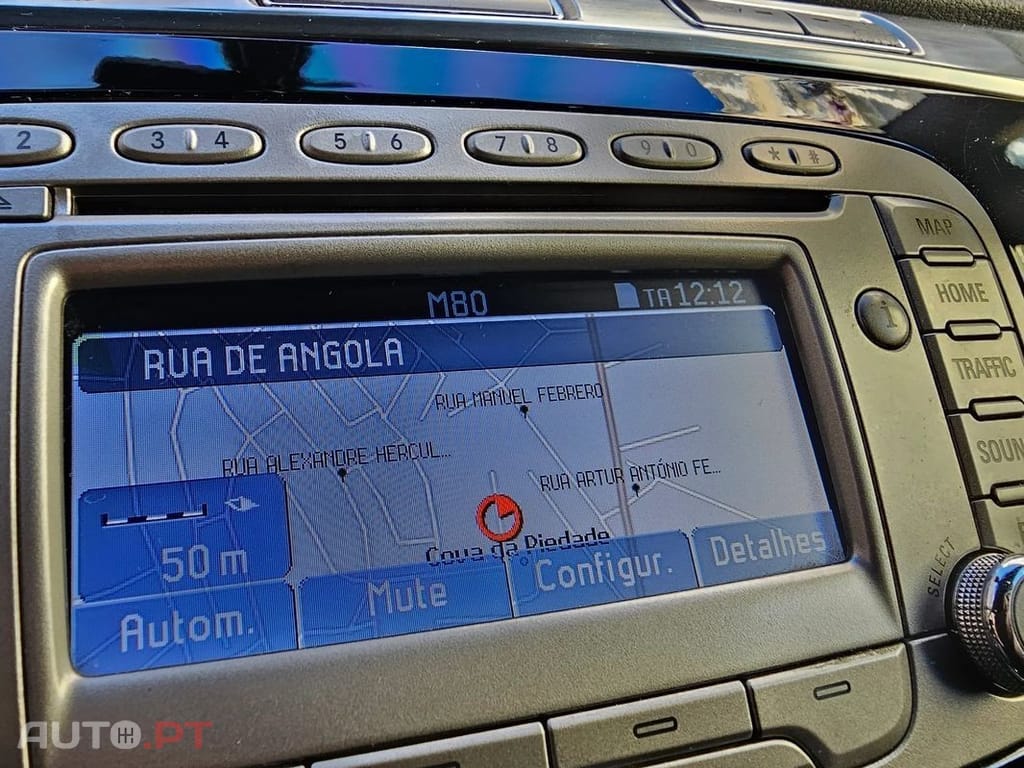 2
3 4
5 6
7 8
9 0
* #
MAP
HOME
i
TRAFFIC
SOUN
SELECT
M80
TA 12:12
RUA DE ANGOLA
RUA MANUEL FEBRERO
RUA ALEXANDRE HERCUL...
RUA ARTUR ANTÓNIO FE...
Cova da Piedade
50 m
Autom.
Mute
Configur.
Detalhes
AUTO.PT